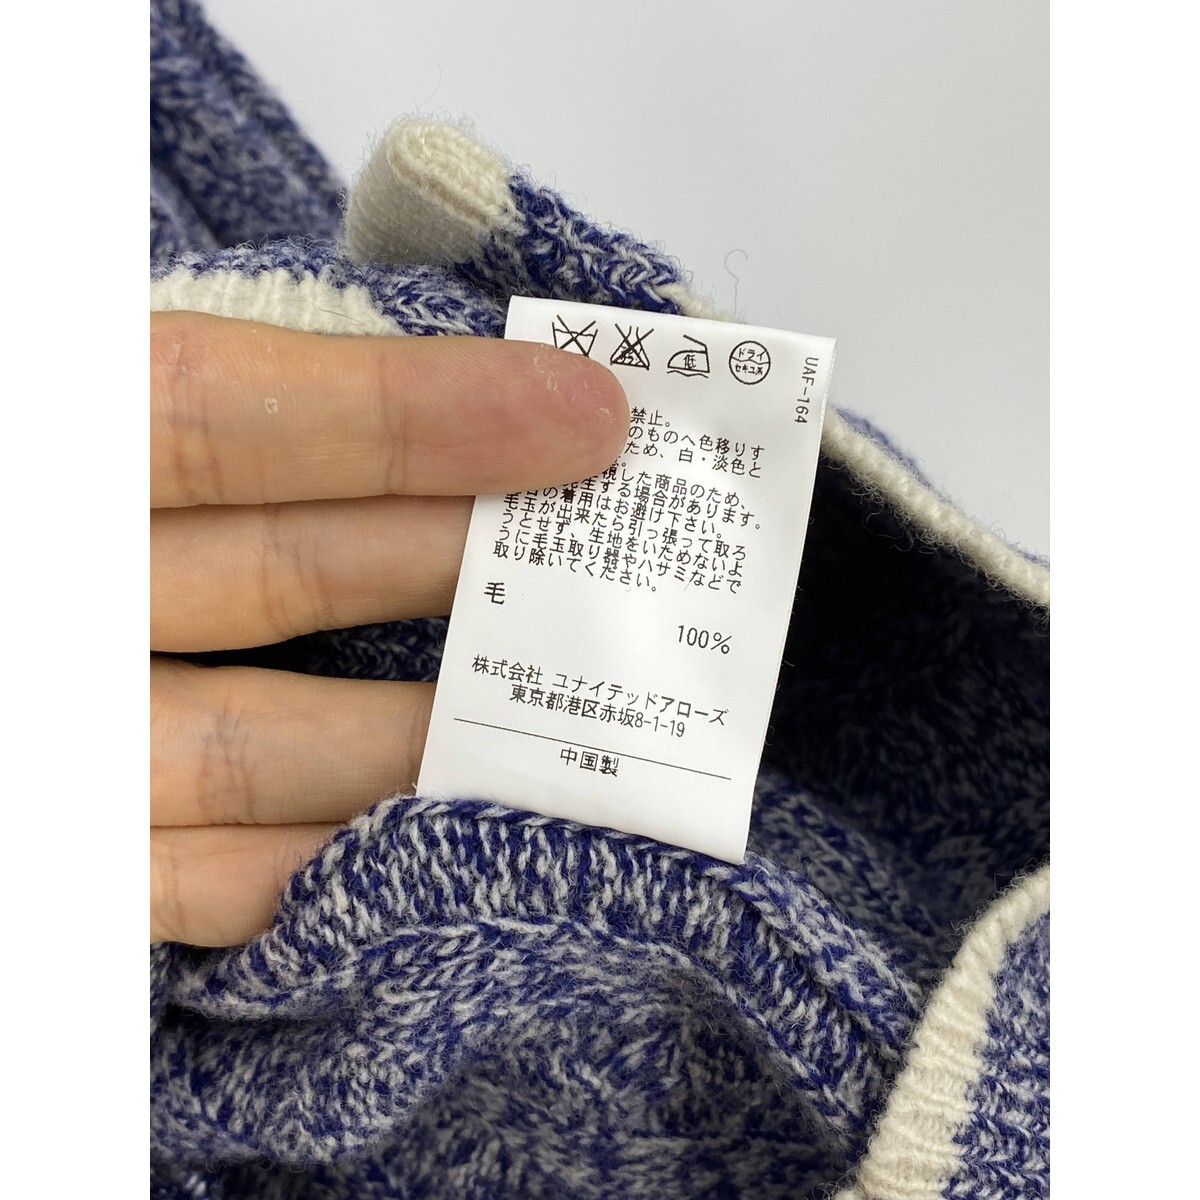 低
ドライ
セキユ系
UAF-164
禁止。
のものへ色移りす
ため、白・淡色と
視した商品のため、
生する場合があります。
の着用はお避け下さい。
毛玉が出来たら引っ張って取ろ
うとせず、生地をいためないよ
うに毛玉取り器やハサミなどで
取り除いてください。
毛
100%
株式会社 ユナイテッドアローズ
東京都港区赤坂8-1-19
中国製